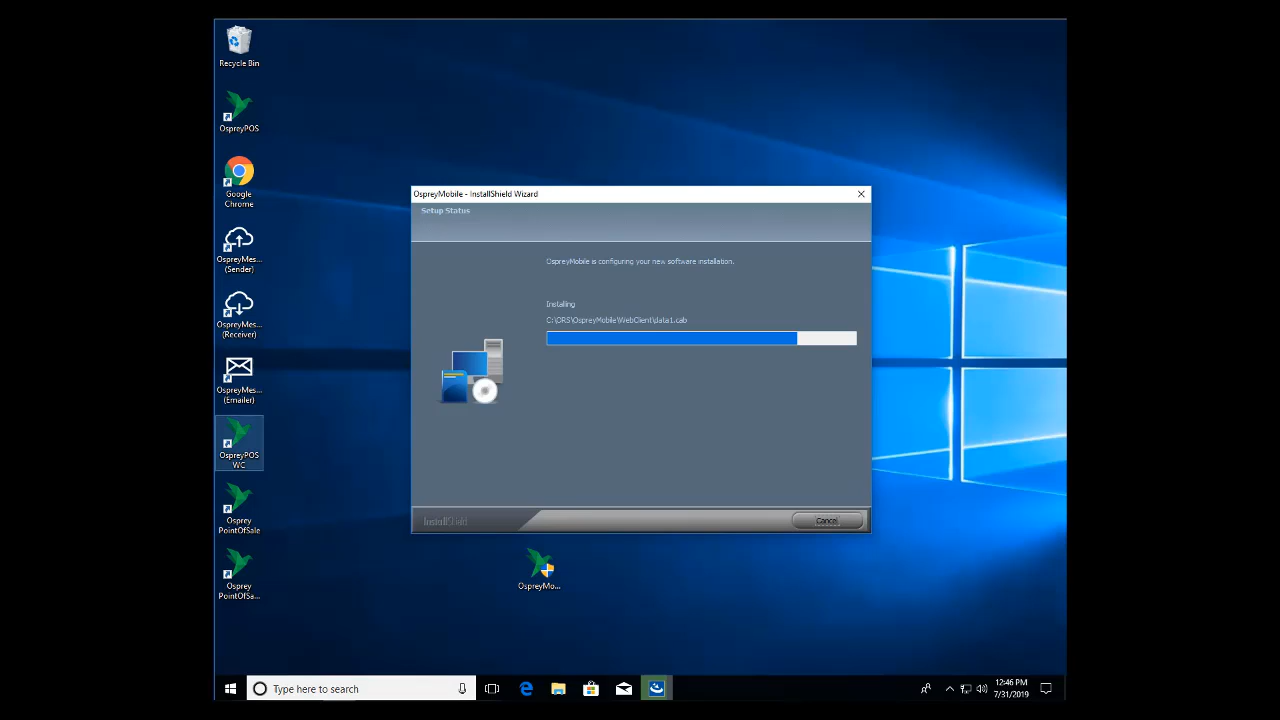 Recycle Bin
OspreyPOS
Google
Chrome
OspreyMes...
(Sender)
OspreyMes...
(Receiver)
OspreyMes...
(Emailer)
OspreyPOS
WC
Osprey
PointOfSale
Osprey
PointOfSa...
OspreyMobile - InstallShield Wizard
Setup Status
OspreyMobile is configuring your new software installation.
Installing
C:\DRS\OspreyMobile\WebClient\data1.cab
InstallShield
Cancel
OspreyMo...
Type here to search
12:46 PM
7/31/2019